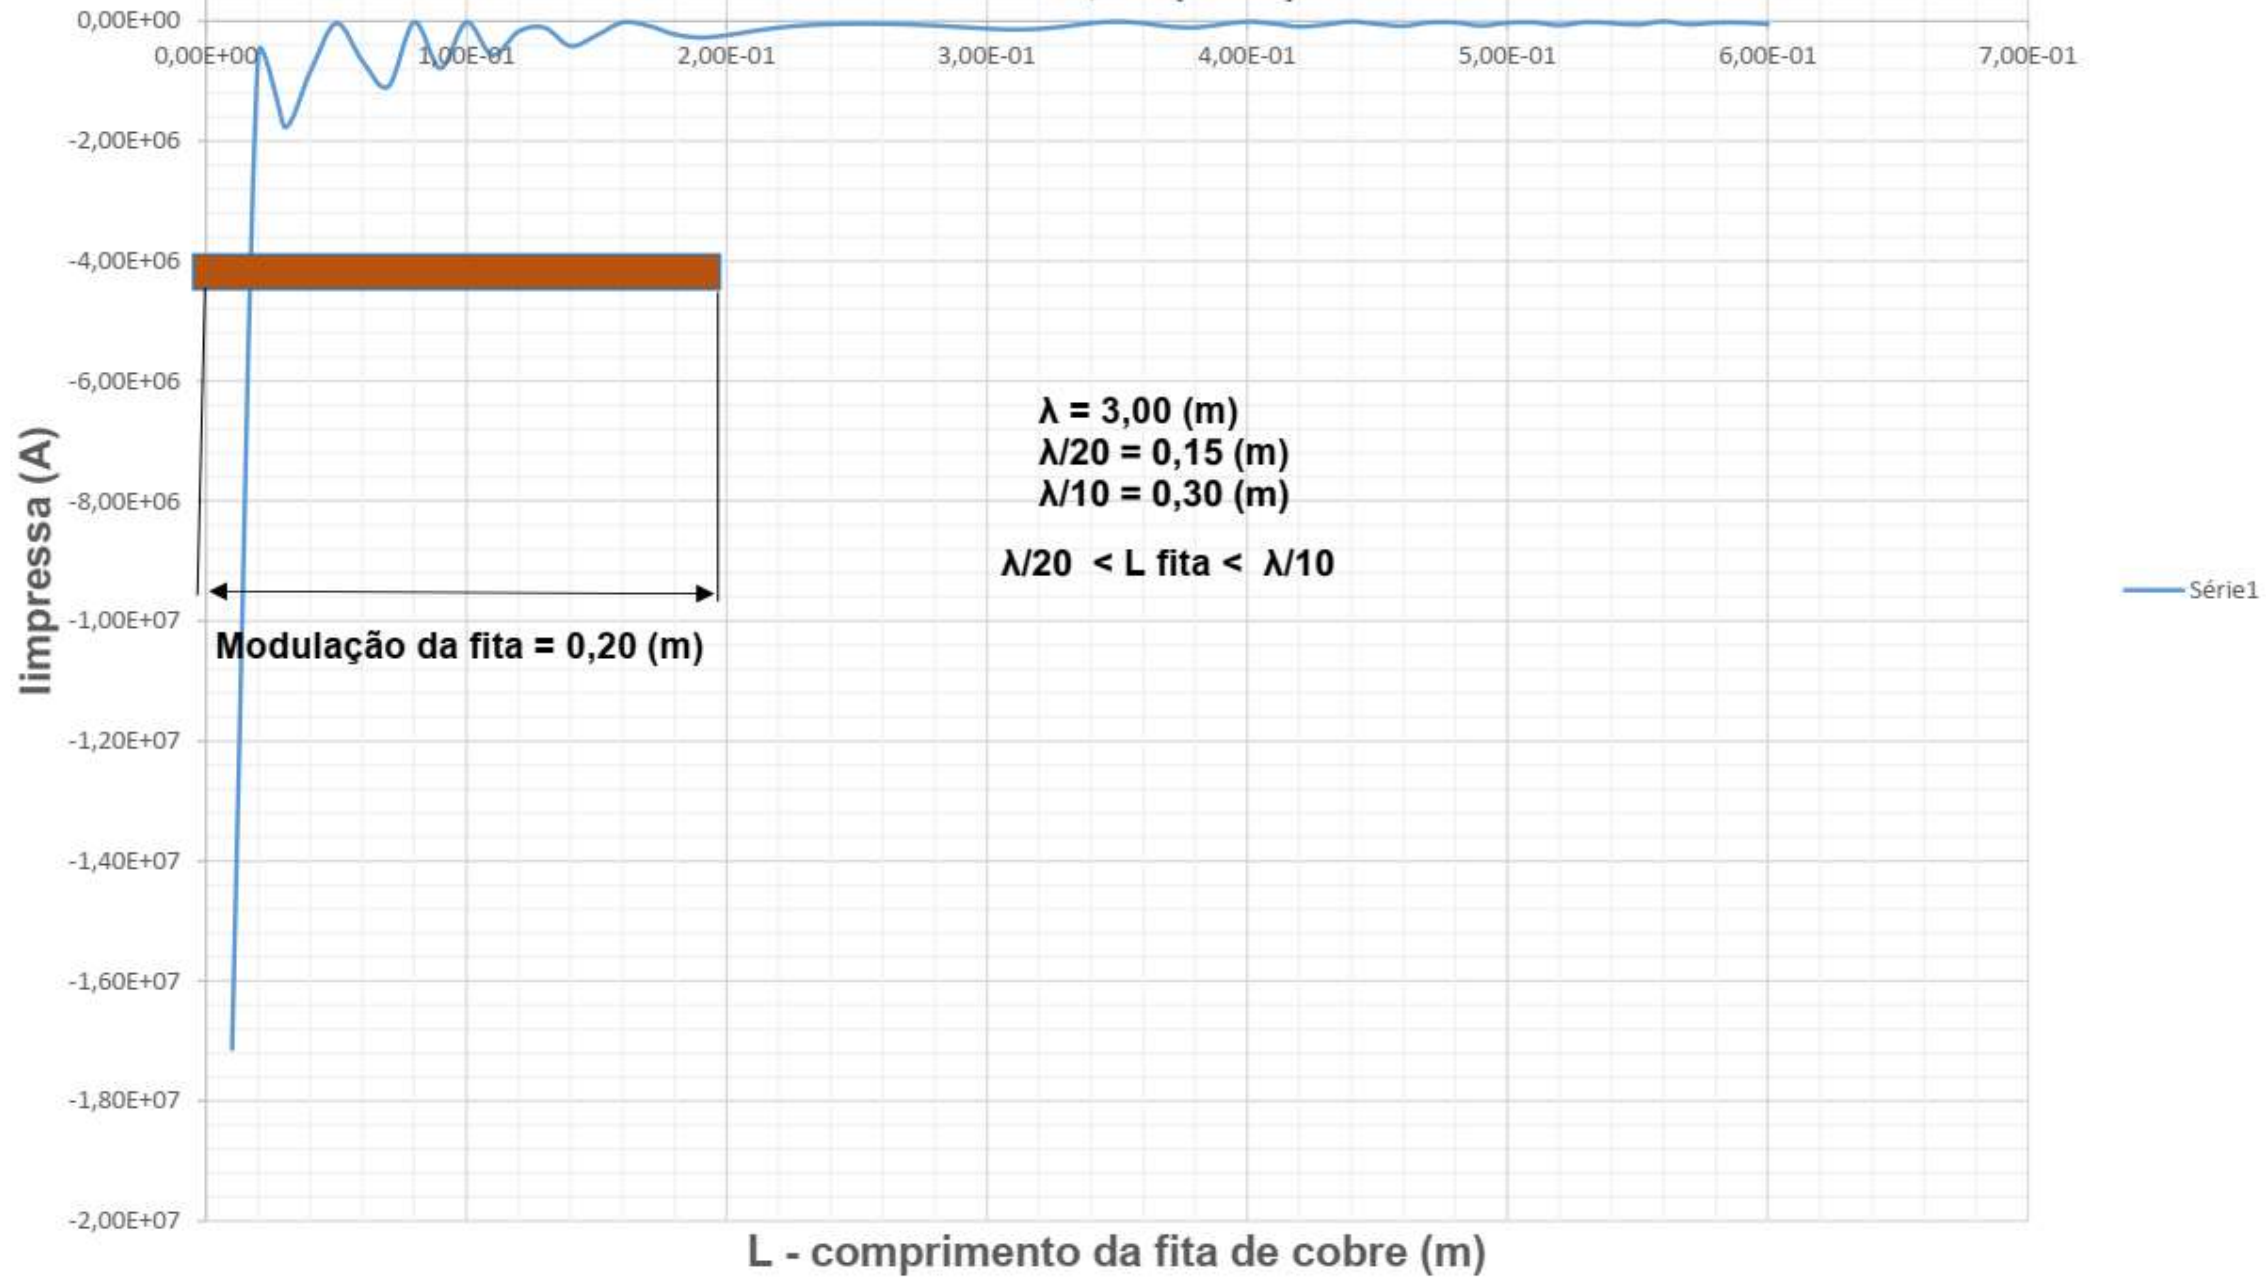 0,00E+00
0,00E+00 1,00E-01 2,00E-01 3,00E-01 4,00E-01 5,00E-01 6,00E-01 7,00E-01
-2,00E+06
-4,00E+06
-6,00E+06
λ = 3,00 (m)
λ/20 = 0,15 (m)
-8,00E+06
λ/10 = 0,30 (m)
Iimpressa (A)
λ/20 < L fita < λ/10
Série1
-1,00E+07
Modulação da fita = 0,20 (m)
-1,20E+07
-1,40E+07
-1,60E+07
-1,80E+07
-2,00E+07
L - comprimento da fita de cobre (m)